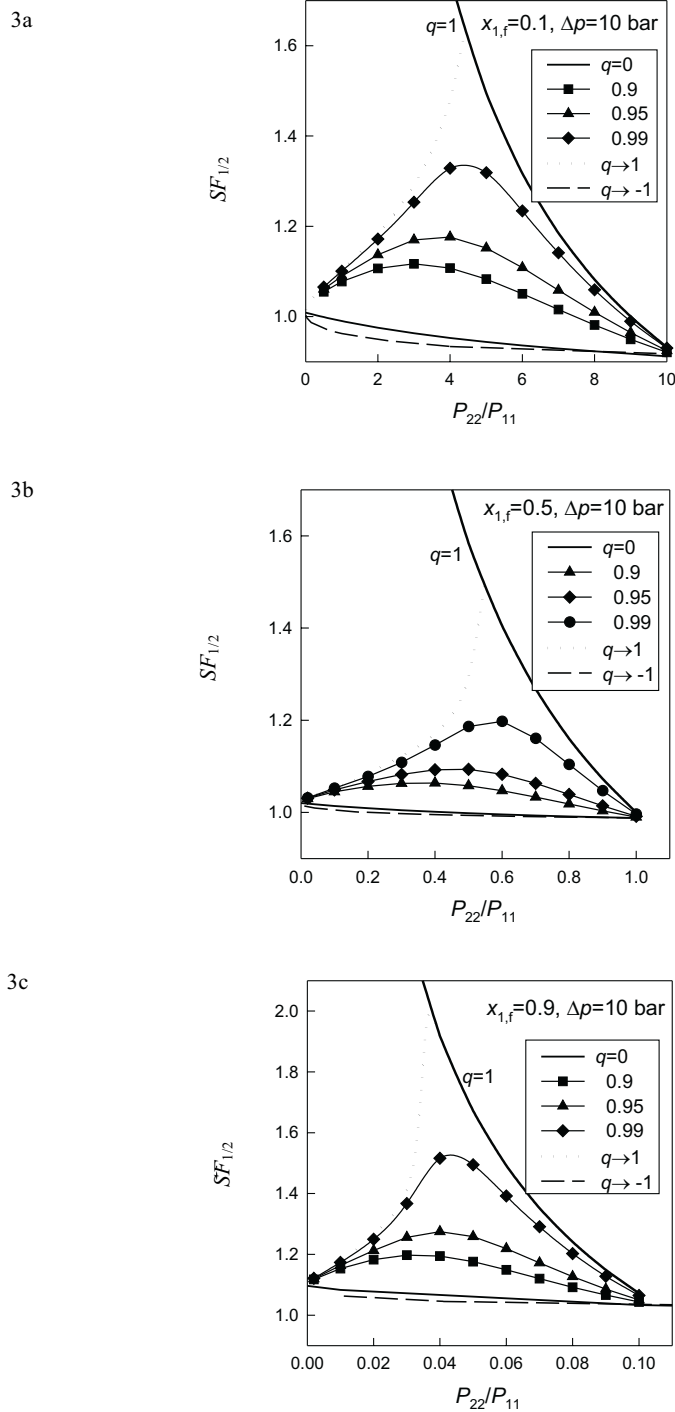 3a
x1,f=0.1, Δp=10 bar
q=1
q=0
0.9
0.95
0.99
q→1
q→ -1
1.6
1.4
1.2
1.0
SF1/2
0 2 4 6 8 10
P22/P11
3b
x1,f=0.5, Δp=10 bar
q=1
q=0
0.9
0.95
0.99
q→1
q→ -1
1.6
1.4
1.2
1.0
SF1/2
0.0 0.2 0.4 0.6 0.8 1.0
P22/P11
3c
x1,f=0.9, Δp=10 bar
q=1
q=0
0.9
0.95
0.99
q→1
q→ -1
2.0
1.8
1.6
1.4
1.2
1.0
SF1/2
0.00 0.02 0.04 0.06 0.08 0.10
P22/P11